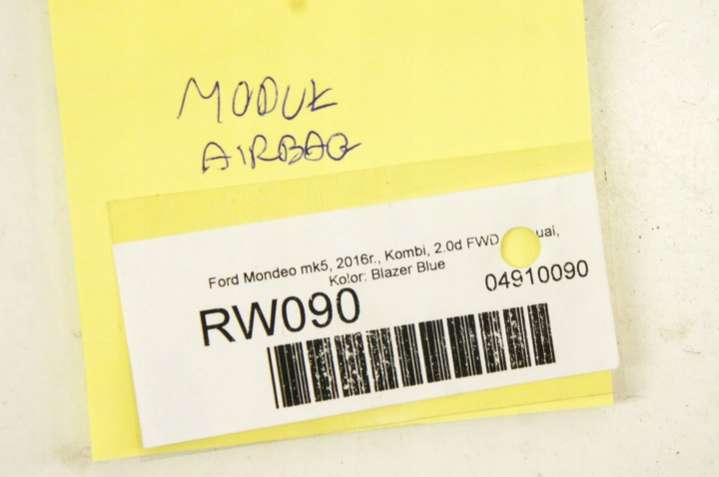 MODUŁ
AIRBAG
Ford Mondeo mk5, 2016r., Kombi, 2.0d FWD
Kolor: Blazer Blue
04910090
RW090